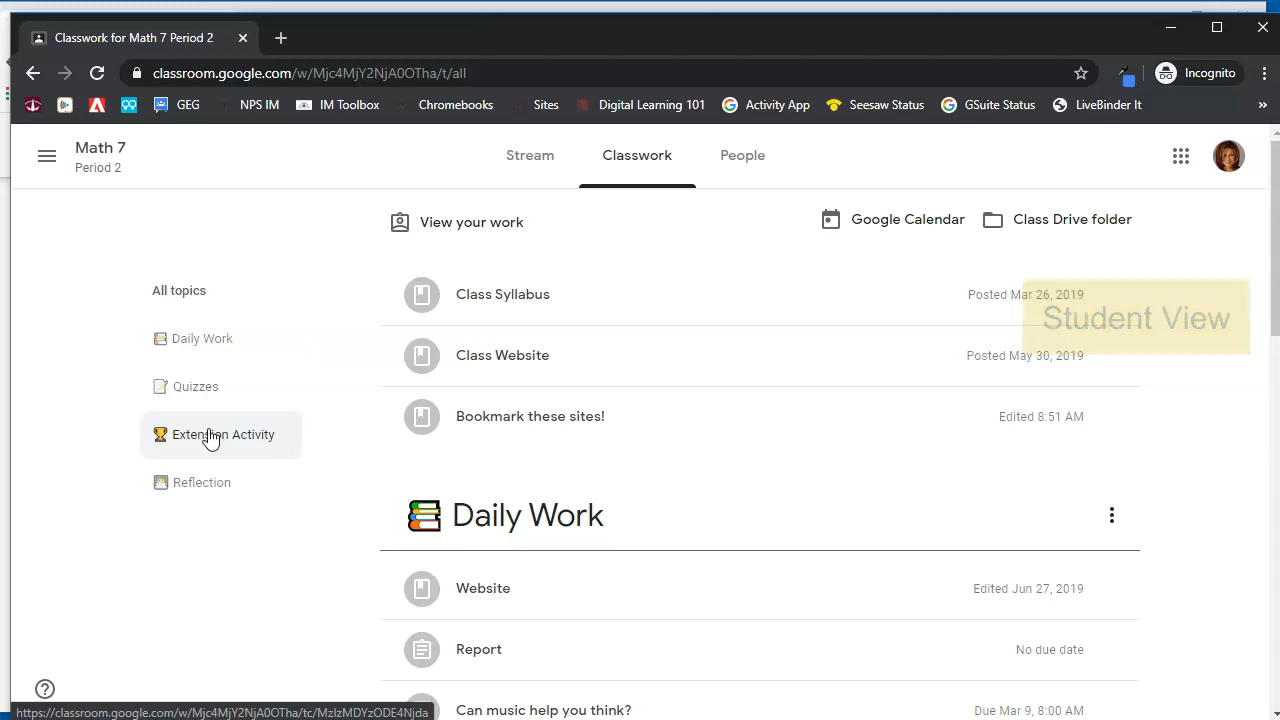 Classwork for Math 7 Period 2
classroom.google.com/w/Mjc4MjY2NjA0OTha/t/all
Incognito
GEG
NPS IM
IM Toolbox
Chromebooks
Sites
Digital Learning 101
Activity App
Seesaw Status
GSuite Status
LiveBinder It
Math 7
Period 2
Stream
Classwork
People
View your work
Google Calendar
Class Drive folder
All topics
Daily Work
Quizzes
Extension Activity
Reflection
Class Syllabus
Posted Mar 26, 2019
Student View
Class Website
Posted May 30, 2019
Bookmark these sites!
Edited 8:51 AM
Daily Work
Website
Edited Jun 27, 2019
Report
No due date
Can music help you think?
Due Mar 9, 8:00 AM
https://classroom.google.com/w/Mjc4MjY2NjA0OTha/tc/MzIzMDYzODE4Njda